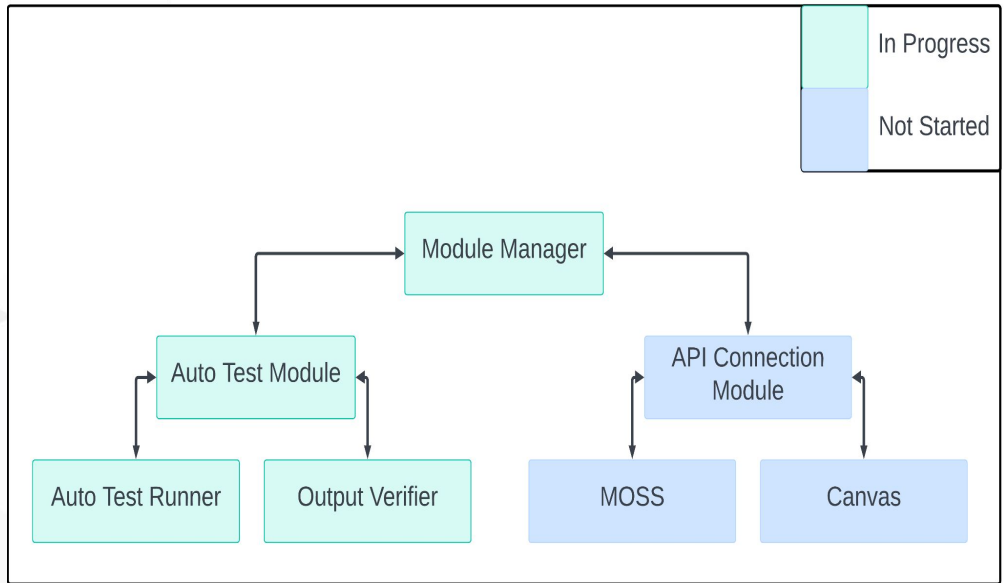 In Progress
Not Started
Module Manager
Auto Test Module
API Connection
Module
Auto Test Runner
Output Verifier
MOSS
Canvas